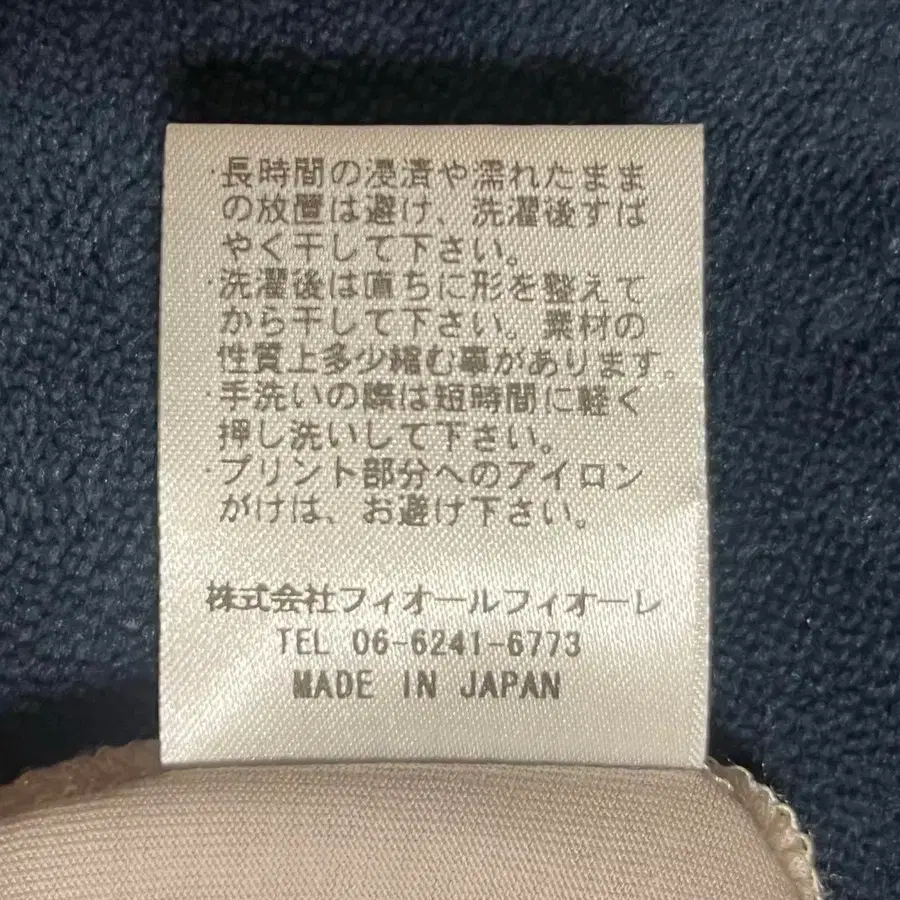 ・長時間の浸済や濡れたまま
の放置は避け、洗濯後すば
やく干して下さい。
・洗濯後は直ちに形を整えて
から干して下さい。素材の
性質上多少縮む事があります。
・手洗いの際は短時間に軽く
押し洗いして下さい。
・プリント部分へのアイロン
がけは、お避け下さい。
株式会社フィオールフィオーレ
TEL 06-6241-6773
MADE IN JAPAN